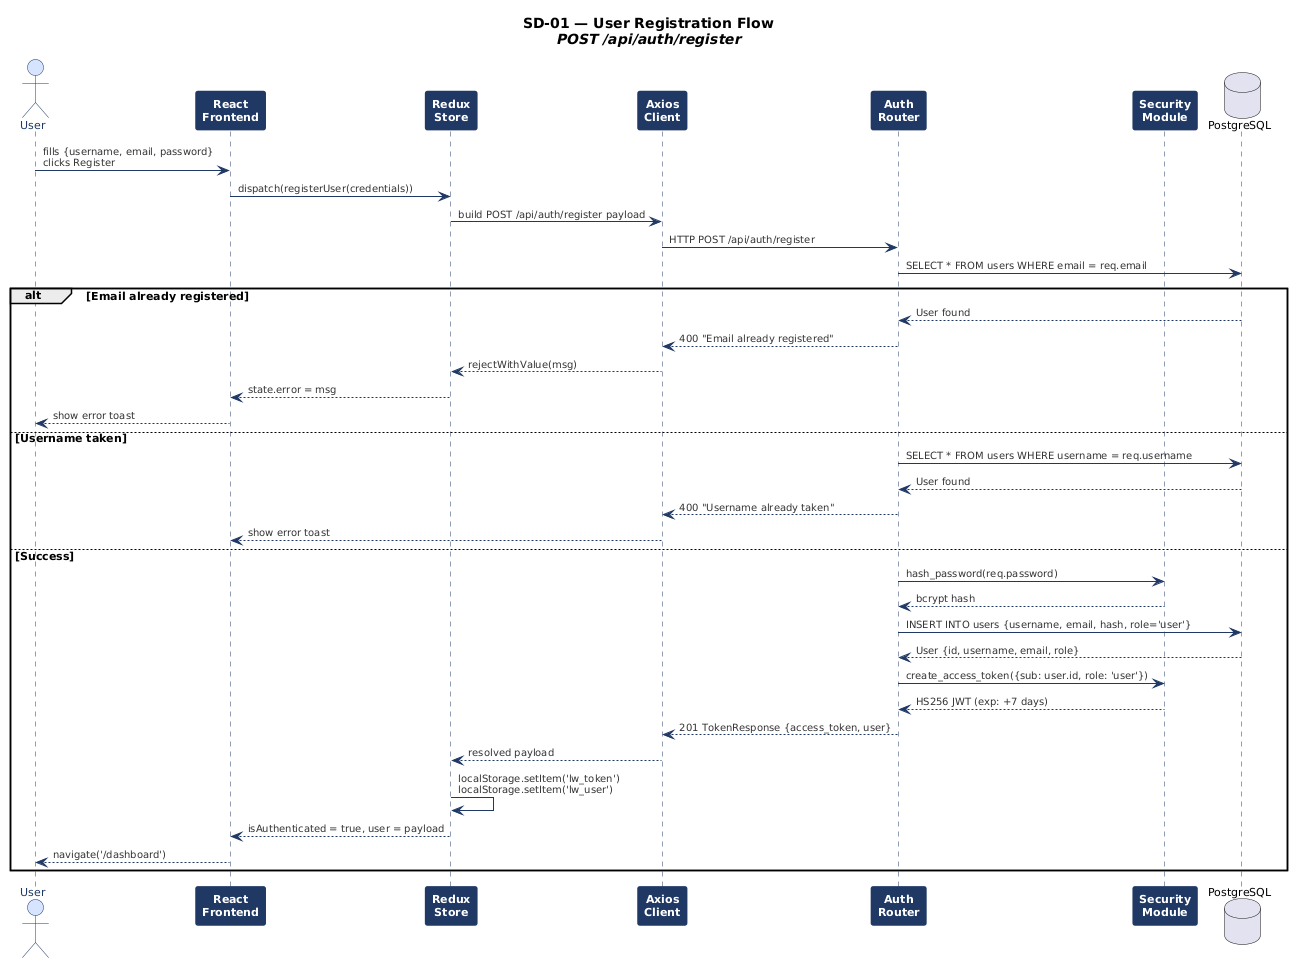 SD-01 — User Registration Flow
POST /api/auth/register
User
React
Frontend
Redux
Store
Axios
Client
Auth
Router
Security
Module
PostgreSQL
fills {username, email, password}
clicks Register
dispatch(registerUser(credentials))
build POST /api/auth/register payload
HTTP POST /api/auth/register
SELECT * FROM users WHERE email = req.email
alt
[Email already registered]
User found
400 "Email already registered"
rejectWithValue(msg)
state.error = msg
show error toast
[Username taken]
SELECT * FROM users WHERE username = req.username
User found
400 "Username already taken"
show error toast
[Success]
hash_password(req.password)
bcrypt hash
INSERT INTO users {username, email, hash, role='user'}
User {id, username, email, role}
create_access_token({sub: user.id, role: 'user'})
HS256 JWT (exp: +7 days)
201 TokenResponse {access_token, user}
resolved payload
localStorage.setItem('lw_token')
localStorage.setItem('lw_user')
isAuthenticated = true, user = payload
navigate('/dashboard')
User
React
Frontend
Redux
Store
Axios
Client
Auth
Router
Security
Module
PostgreSQL